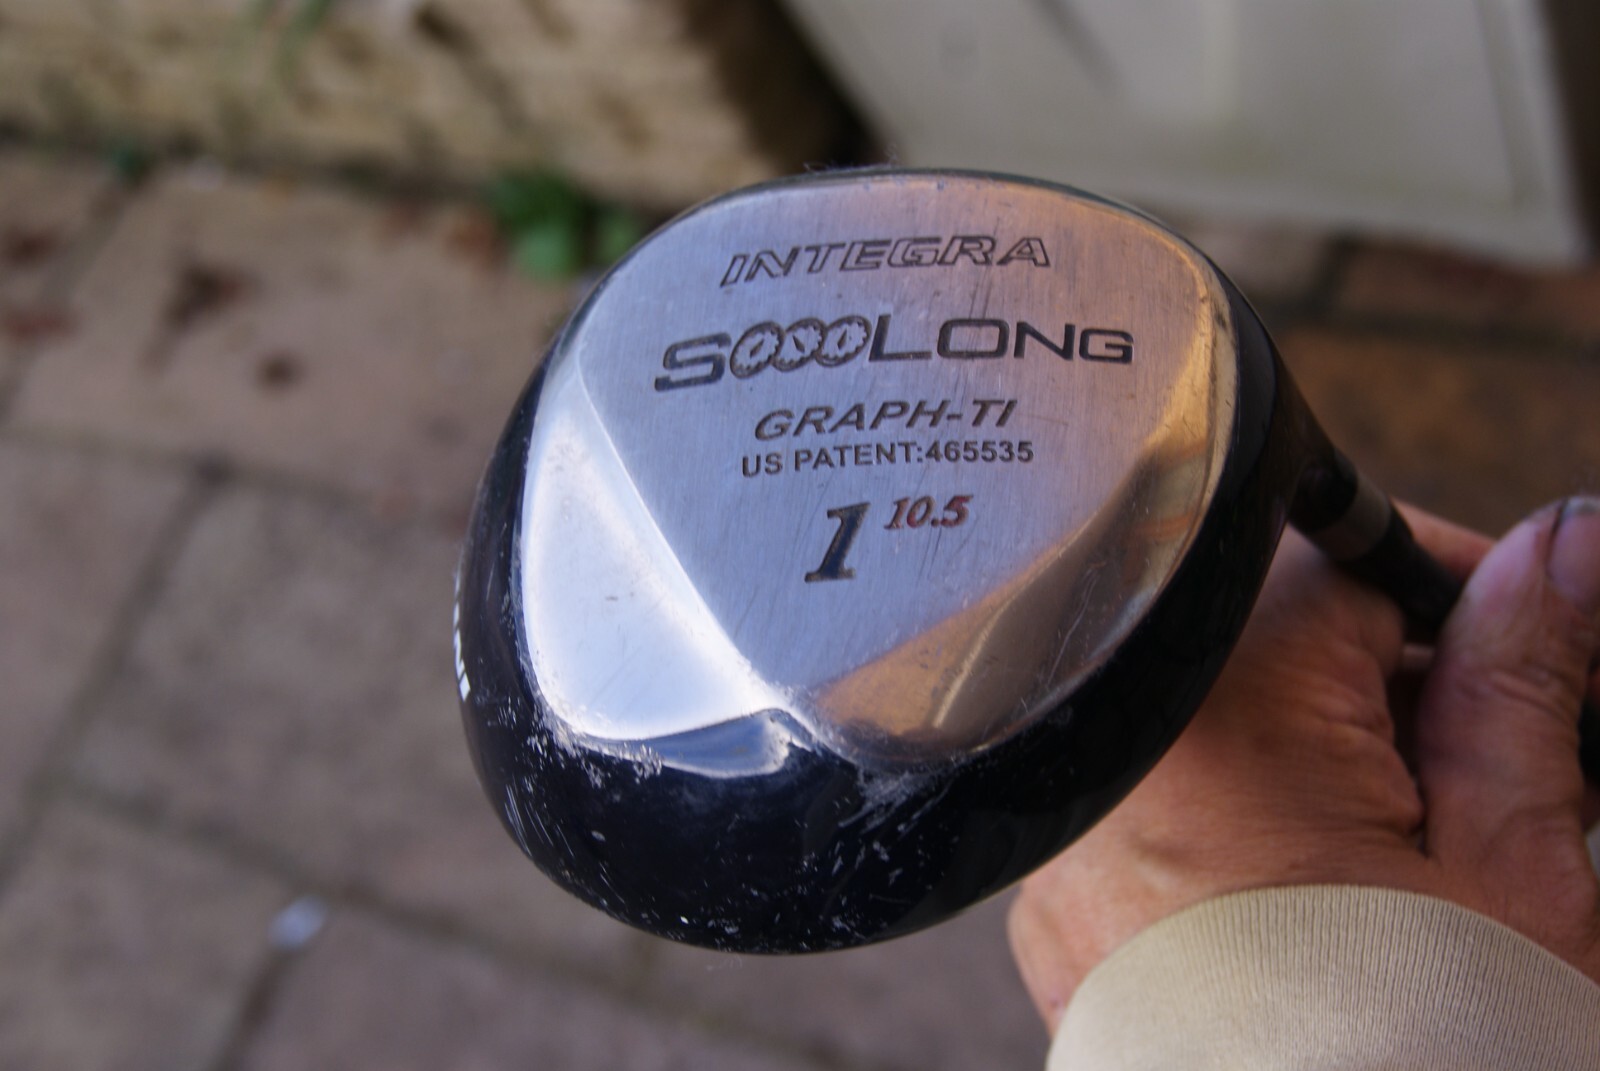 INTEGRA
SOOOLONG
GRAPH-TI
US PATENT:465535
1 10.5